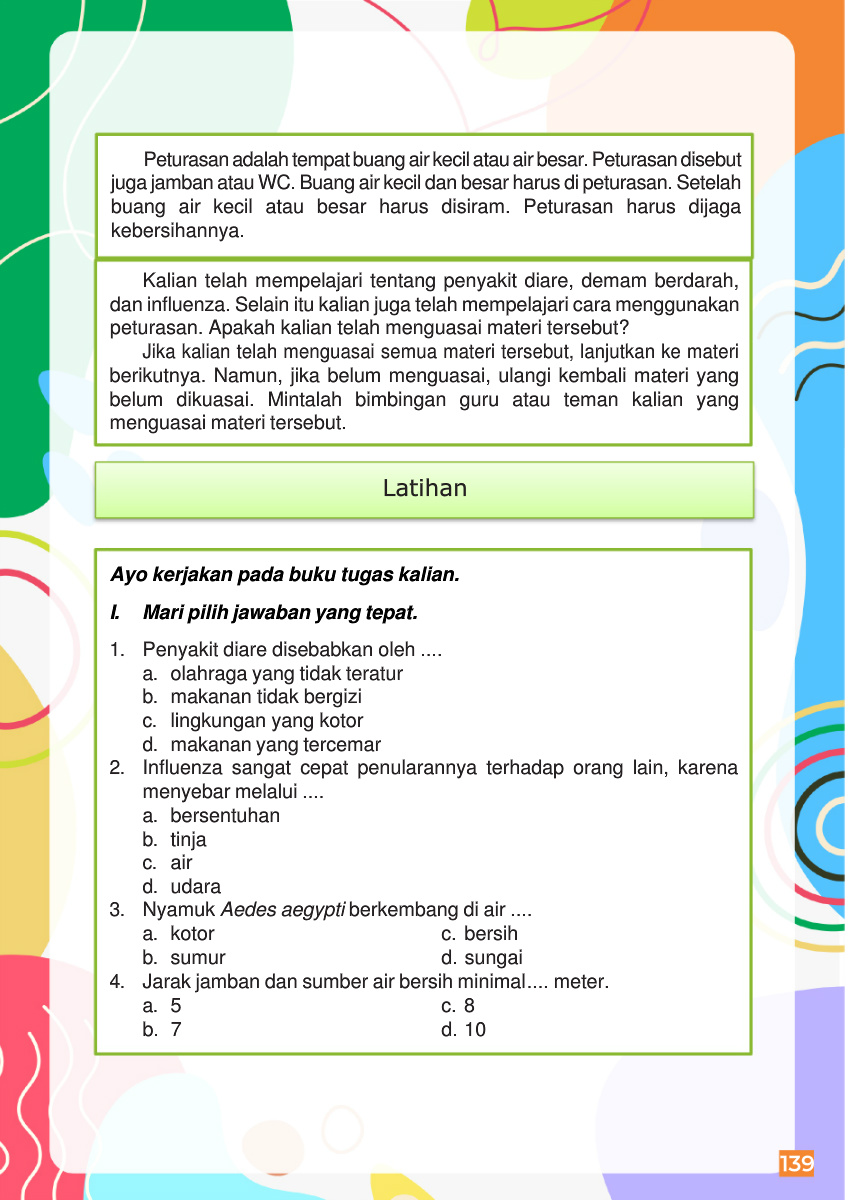 Peturasan adalah tempat buang air kecil atau air besar. Peturasan disebut
juga jamban atau WC. Buang air kecil dan besar harus di peturasan. Setelah
buang air kecil atau besar harus disiram. Peturasan harus dijaga
kebersihannya.
Kalian telah mempelajari tentang penyakit diare, demam berdarah,
dan influenza. Selain itu kalian juga telah mempelajari cara menggunakan
peturasan. Apakah kalian telah menguasai materi tersebut?
Jika kalian telah menguasai semua materi tersebut, lanjutkan ke materi
berikutnya. Namun, jika belum menguasai, ulangi kembali materi yang
belum dikuasai. Mintalah bimbingan guru atau teman kalian yang
menguasai materi tersebut.
Latihan
Ayo kerjakan pada buku tugas kalian.
I. Mari pilih jawaban yang tepat.
1. Penyakit diare disebabkan oleh ....
a. olahraga yang tidak teratur
b. makanan tidak bergizi
c. lingkungan yang kotor
d. makanan yang tercemar
2. Influenza sangat cepat penularannya terhadap orang lain, karena
menyebar melalui ....
a. bersentuhan
b. tinja
c. air
d. udara
3. Nyamuk Aedes aegypti berkembang di air ....
a. kotor c. bersih
b. sumur d. sungai
4. Jarak jamban dan sumber air bersih minimal.... meter.
a. 5 c. 8
b. 7 d. 10
139